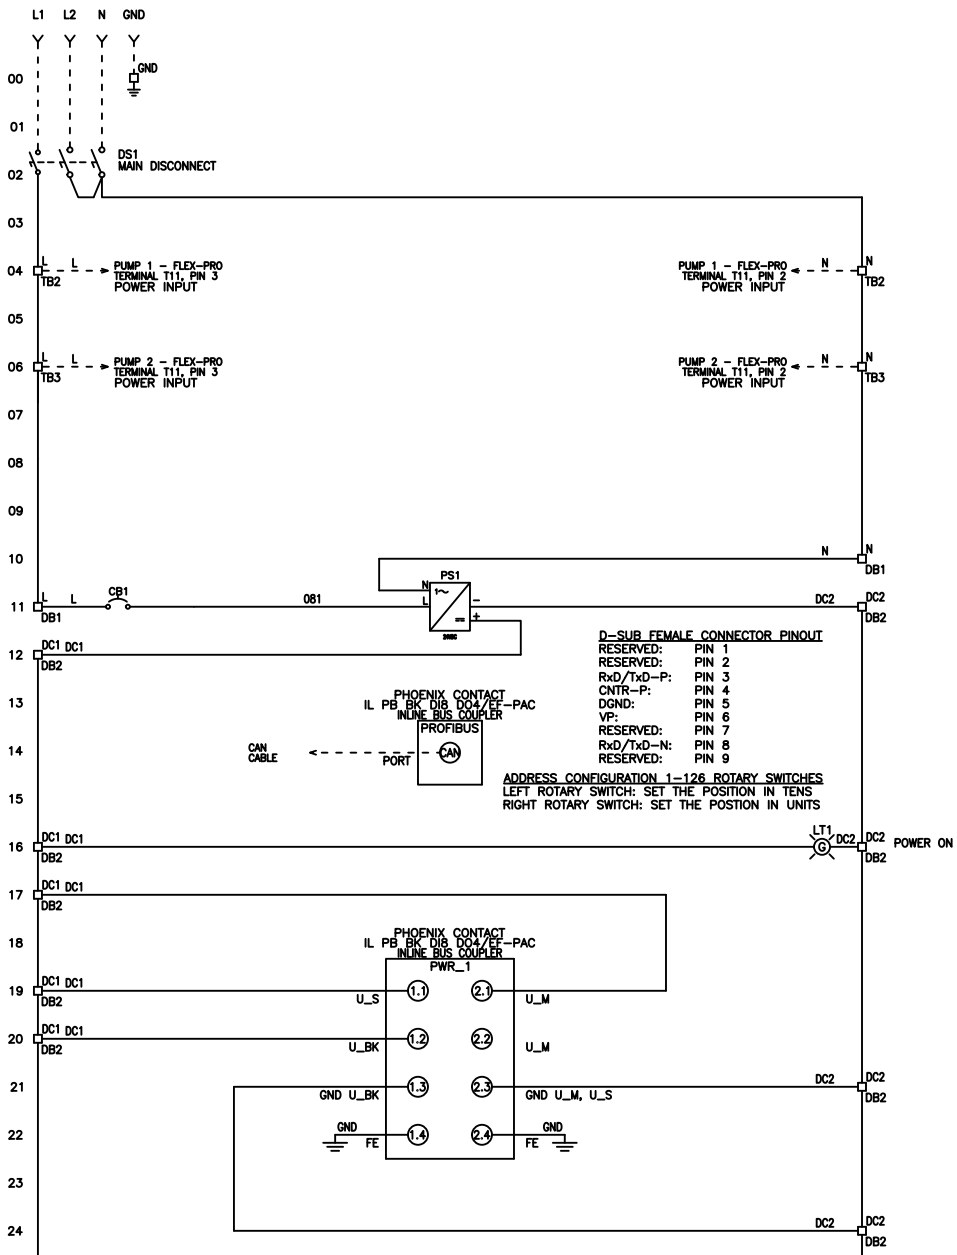 L1 L2 N GND
00 GND
01
DS1
MAIN DISCONNECT
02
03
L L PUMP 1 - FLEX-PRO PUMP 1 - FLEX-PRO N N
04 TERMINAL T11, PIN 3 TERMINAL T11, PIN 2
TB2 POWER INPUT POWER INPUT TB2
05
L L PUMP 2 - FLEX-PRO PUMP 2 - FLEX-PRO N N
06 TERMINAL T11, PIN 3 TERMINAL T11, PIN 2
TB3 POWER INPUT POWER INPUT TB3
07
08
09
10 N N
DB1
PS1
N 1~
L L CB1 081 L - DC2 DC2
11 DB1 + DB2
24VDC
DC1 DC1
12 DB2
D-SUB FEMALE CONNECTOR PINOUT
RESERVED: PIN 1
RESERVED: PIN 2
RxD/TxD-P: PIN 3
CNTR-P: PIN 4
DGND: PIN 5
VP: PIN 6
RESERVED: PIN 7
RxD/TxD-N: PIN 8
RESERVED: PIN 9
13
PHOENIX CONTACT
IL PB BK DI8 DO4/EF-PAC
INLINE BUS COUPLER
PROFIBUS
14 CAN
CABLE
PORT CAN
ADDRESS CONFIGURATION 1-126 ROTARY SWITCHES
LEFT ROTARY SWITCH: SET THE POSITION IN TENS
RIGHT ROTARY SWITCH: SET THE POSTION IN UNITS
15
LT1
16 DC1 DC1 G DC2 DC2 POWER ON
DB2 DB2
17 DC1 DC1
DB2
18
PHOENIX CONTACT
IL PB BK DI8 DO4/EF-PAC
INLINE BUS COUPLER
PWR_1
19 DC1 DC1 1.1 2.1
DB2 U_S U_M
20 DC1 DC1 1.2 2.2
DB2 U_BK U_M
21 1.3 2.3 DC2 DC2
GND U_BK GND U_M, U_S DB2
22 GND 1.4 2.4 GND
FE FE
23
24 DC2 DC2
DB2